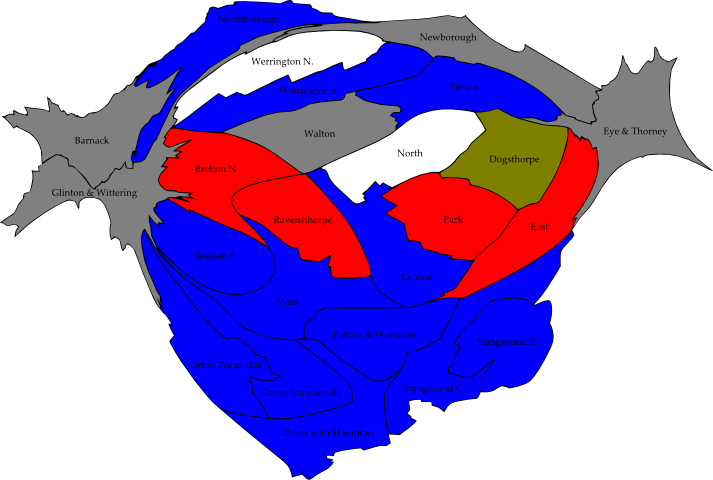 Northborough
Newborough
Werrington N.
Werrington S.
Paston
Eye & Thorney
Barnack
Walton
North
Dogsthorpe
Bretton N.
Glinton & Wittering
Ravensthorpe
Park
East
Bretton S.
Central
West
Fletton & Woodston
Stanground E.
Orton Waterville
Orton Longueville
Stanground C.
Orton with Hampton